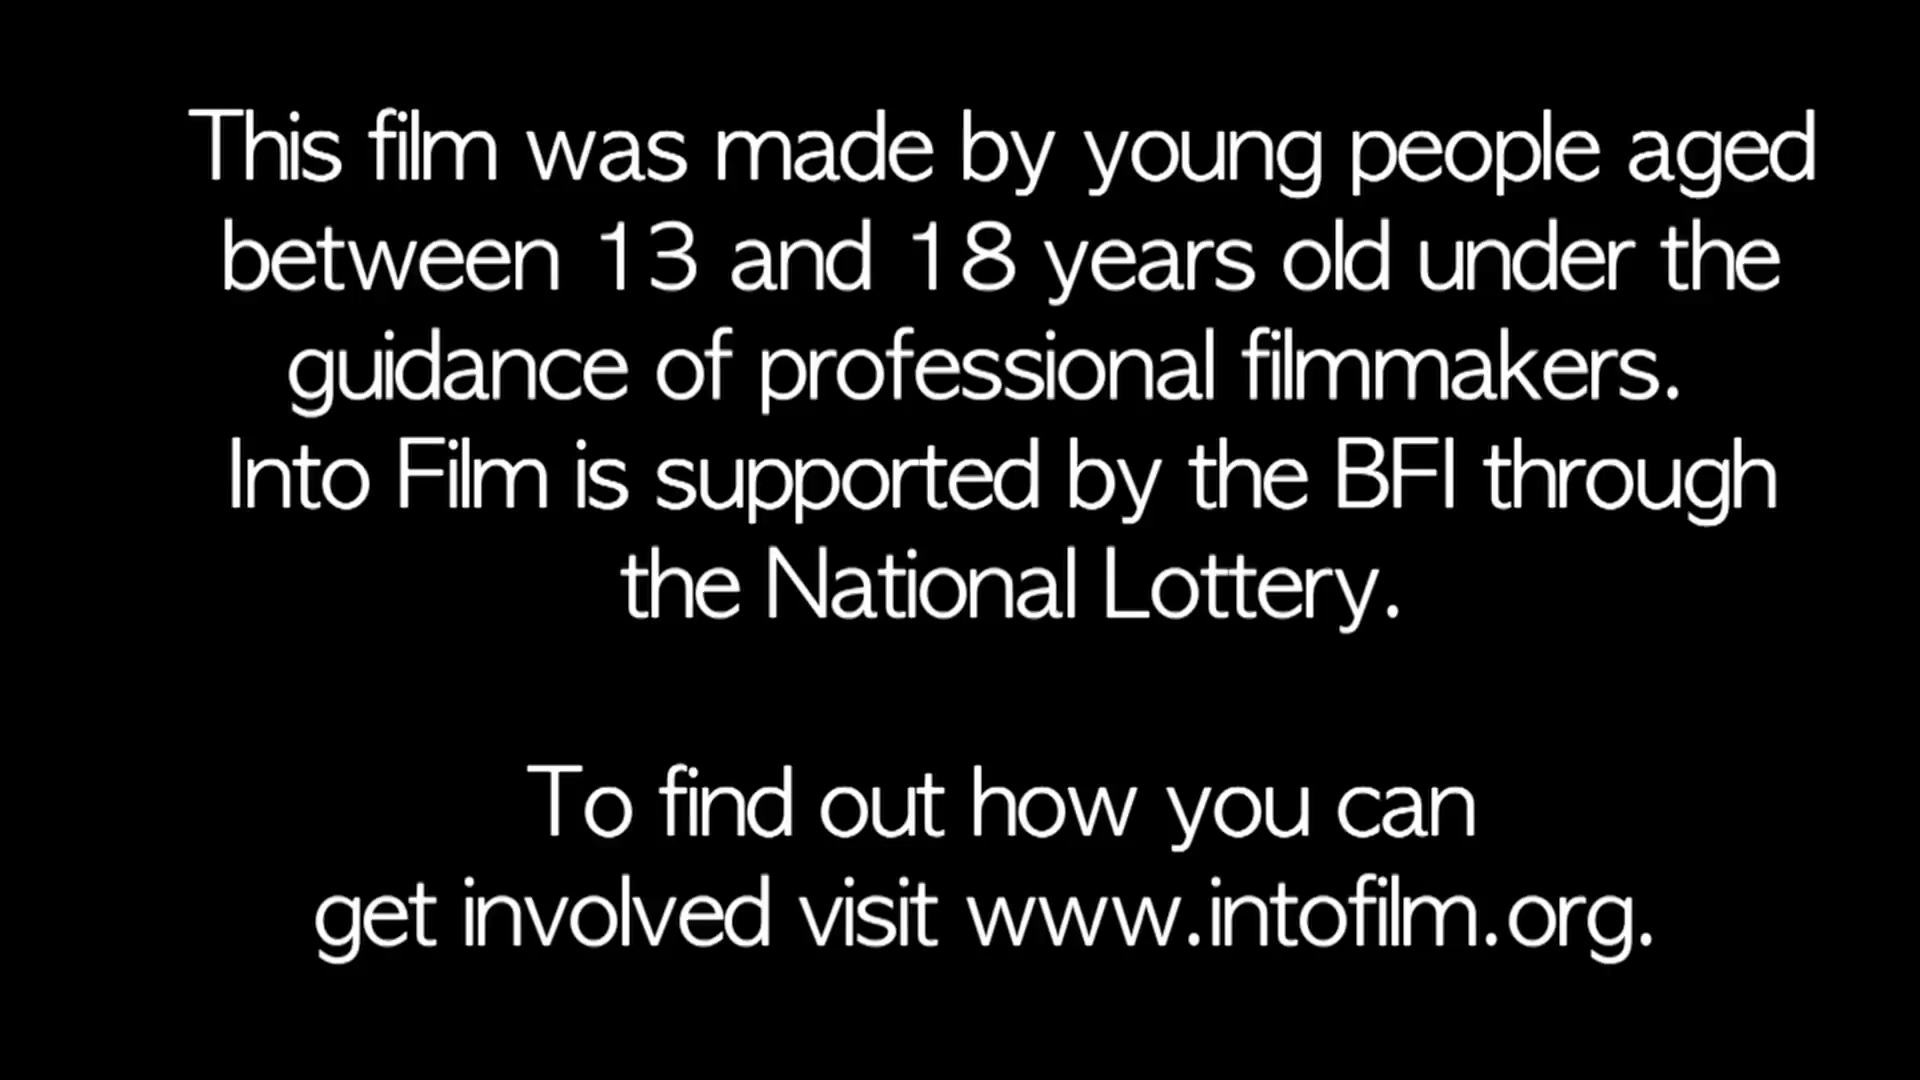 This film was made by young people aged
between 13 and 18 years old under the
guidance of professional filmmakers.
Into Film is supported by the BFI through
the National Lottery.
To find out how you can
get involved visit www.intofilm.org.